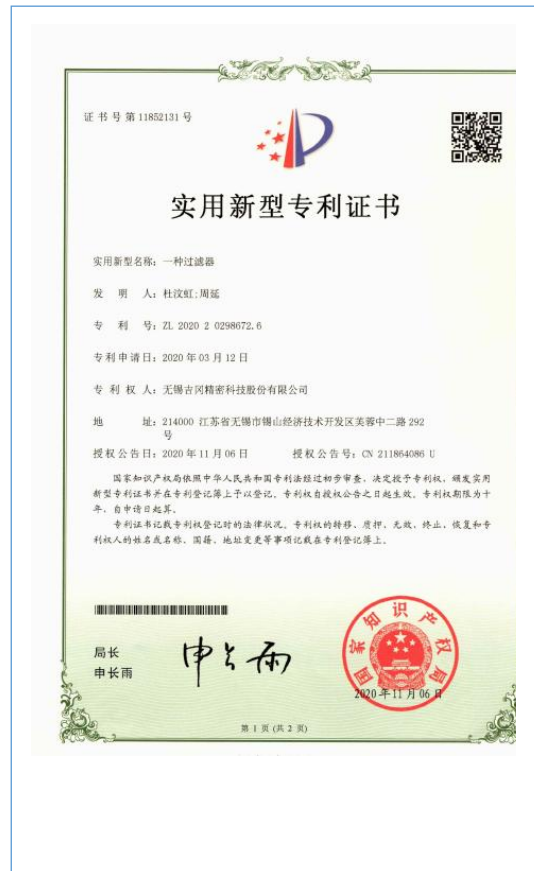 证书号第11852131号
实用新型专利证书
实用新型名称：一种过滤器
发明人：杜汶虹;周延
专利号：ZL 2020 2 0298672.6
专利申请日：2020年03月12日
专利权人：无锡吉冈精密科技股份有限公司
地址：214000 江苏省无锡市锡山经济技术开发区芙蓉中二路292
号
授权公告日：2020年11月06日 授权公告号：CN 211864086 U
国家知识产权局依照中华人民共和国专利法经过初步审查，决定授予专利权，颁发实用
新型专利证书并在专利登记簿上予以登记。专利权自授权公告之日起生效。专利权期限为十
年，自申请日起算。
专利证书记载专利权登记时的法律状况。专利权的转移、质押、无效、终止、恢复和专
利权人的姓名或名称、国籍、地址变更等事项记载在专利登记簿上。
局长
申长雨
申长雨
国家知识产权局
2020年11月06日
第 1 页 (共 2 页)